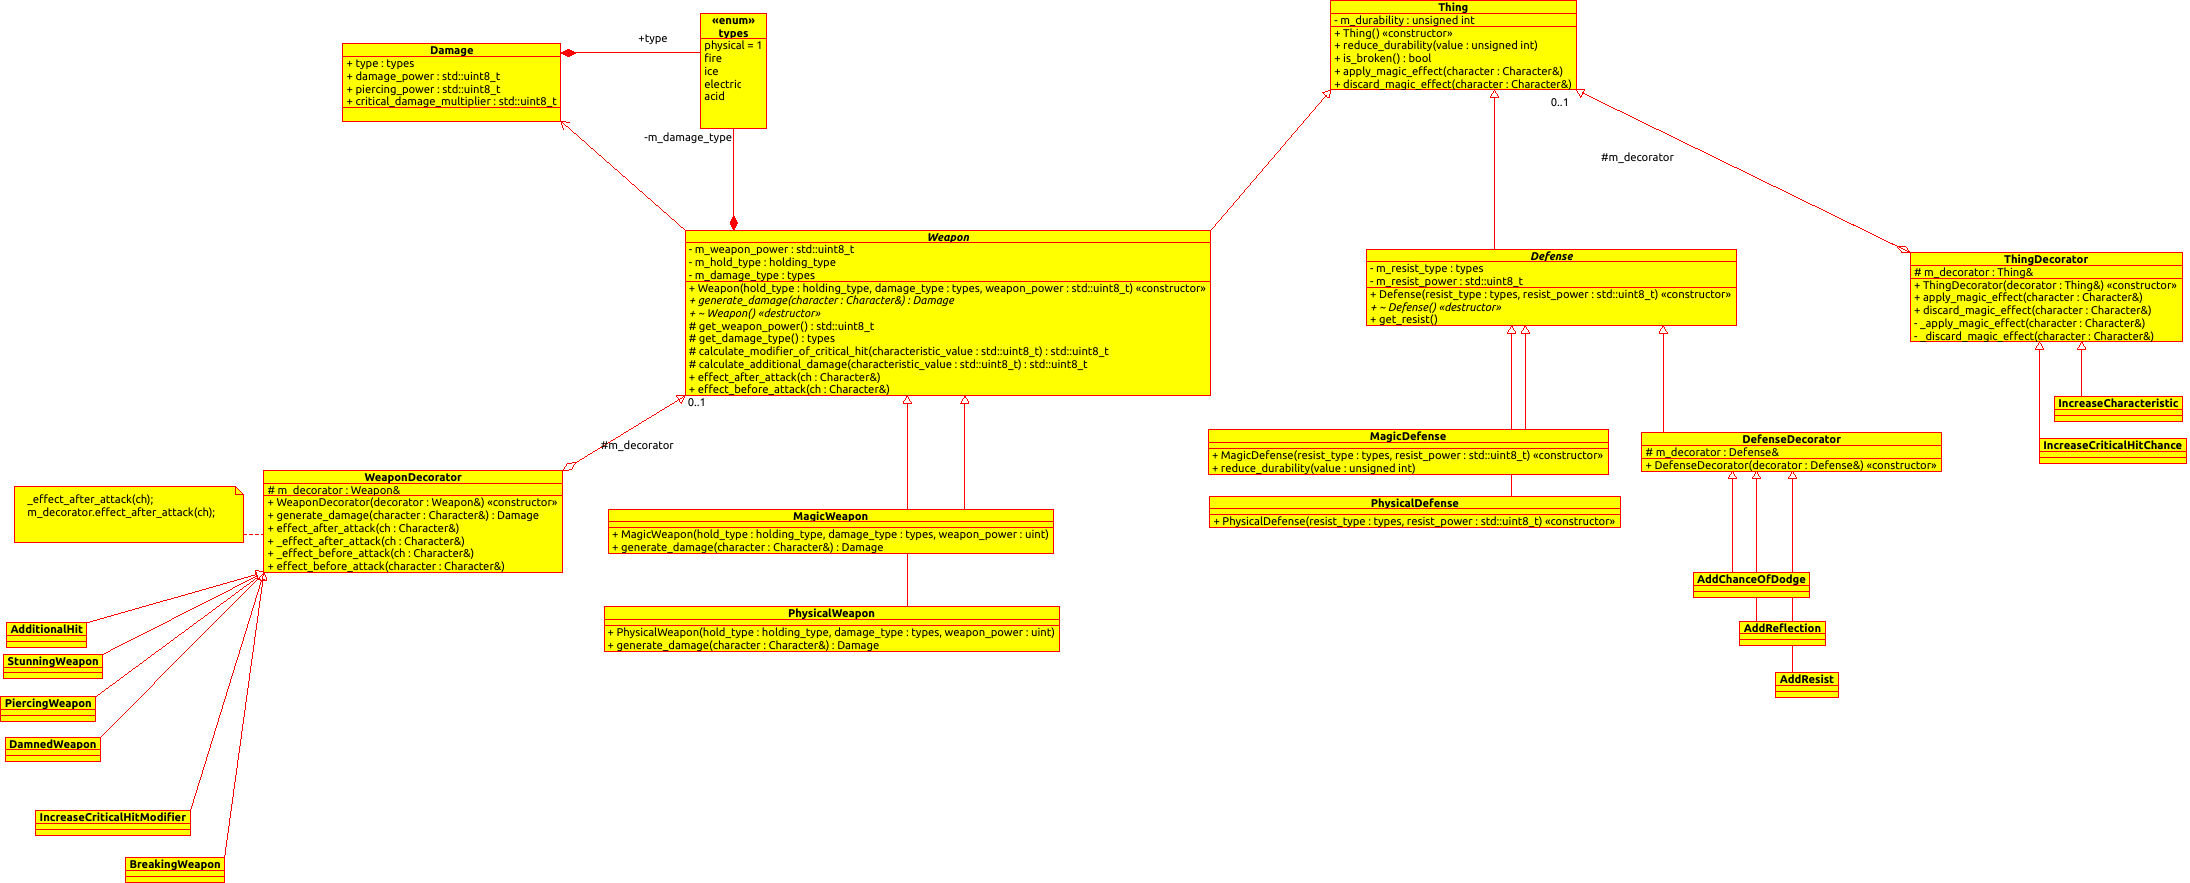 «enum»
types
physical = 1
fire
ice
electric
acid
+type
Damage
+ type : types
+ damage_power : std::uint8_t
+ piercing_power : std::uint8_t
+ critical_damage_multiplier : std::uint8_t
-m_damage_type
Thing
- m_durability : unsigned int
+ Thing() «constructor»
+ reduce_durability(value : unsigned int)
+ is_broken() : bool
+ apply_magic_effect(character : Character&)
+ discard_magic_effect(character : Character&)
0..1
#m_decorator
Weapon
- m_weapon_power : std::uint8_t
- m_hold_type : holding_type
- m_damage_type : types
+ Weapon(hold_type : holding_type, damage_type : types, weapon_power : std::uint8_t) «constructor»
+ generate_damage(character : Character&) : Damage
+ ~ Weapon() «destructor»
# get_weapon_power() : std::uint8_t
# get_damage_type() : types
# calculate_modifier_of_critical_hit(characteristic_value : std::uint8_t) : std::uint8_t
# calculate_additional_damage(characteristic_value : std::uint8_t) : std::uint8_t
+ effect_after_attack(ch : Character&)
+ effect_before_attack(ch : Character&)
0..1
#m_decorator
Defense
- m_resist_type : types
- m_resist_power : std::uint8_t
+ Defense(resist_type : types, resist_power : std::uint8_t) «constructor»
+ ~ Defense() «destructor»
+ get_resist()
ThingDecorator
# m_decorator : Thing&
+ ThingDecorator(decorator : Thing&) «constructor»
+ apply_magic_effect(character : Character&)
+ discard_magic_effect(character : Character&)
- _apply_magic_effect(character : Character&)
- _discard_magic_effect(character : Character&)
IncreaseCharacteristic
IncreaseCriticalHitChance
MagicDefense
+ MagicDefense(resist_type : types, resist_power : std::uint8_t) «constructor»
+ reduce_durability(value : unsigned int)
PhysicalDefense
+ PhysicalDefense(resist_type : types, resist_power : std::uint8_t) «constructor»
DefenseDecorator
# m_decorator : Defense&
+ DefenseDecorator(decorator : Defense&) «constructor»
AddChanceOfDodge
AddReflection
AddResist
WeaponDecorator
# m_decorator : Weapon&
+ WeaponDecorator(decorator : Weapon&) «constructor»
+ generate_damage(character : Character&) : Damage
+ effect_after_attack(ch : Character&)
+ _effect_after_attack(ch : Character&)
+ _effect_before_attack(ch : Character&)
+ effect_before_attack(character : Character&)
_effect_after_attack(ch);
m_decorator.effect_after_attack(ch);
MagicWeapon
+ MagicWeapon(hold_type : holding_type, damage_type : types, weapon_power : uint)
+ generate_damage(character : Character&) : Damage
PhysicalWeapon
+ PhysicalWeapon(hold_type : holding_type, damage_type : types, weapon_power : uint)
+ generate_damage(character : Character&) : Damage
AdditionalHit
StunningWeapon
PiercingWeapon
DamnedWeapon
IncreaseCriticalHitModifier
BreakingWeapon